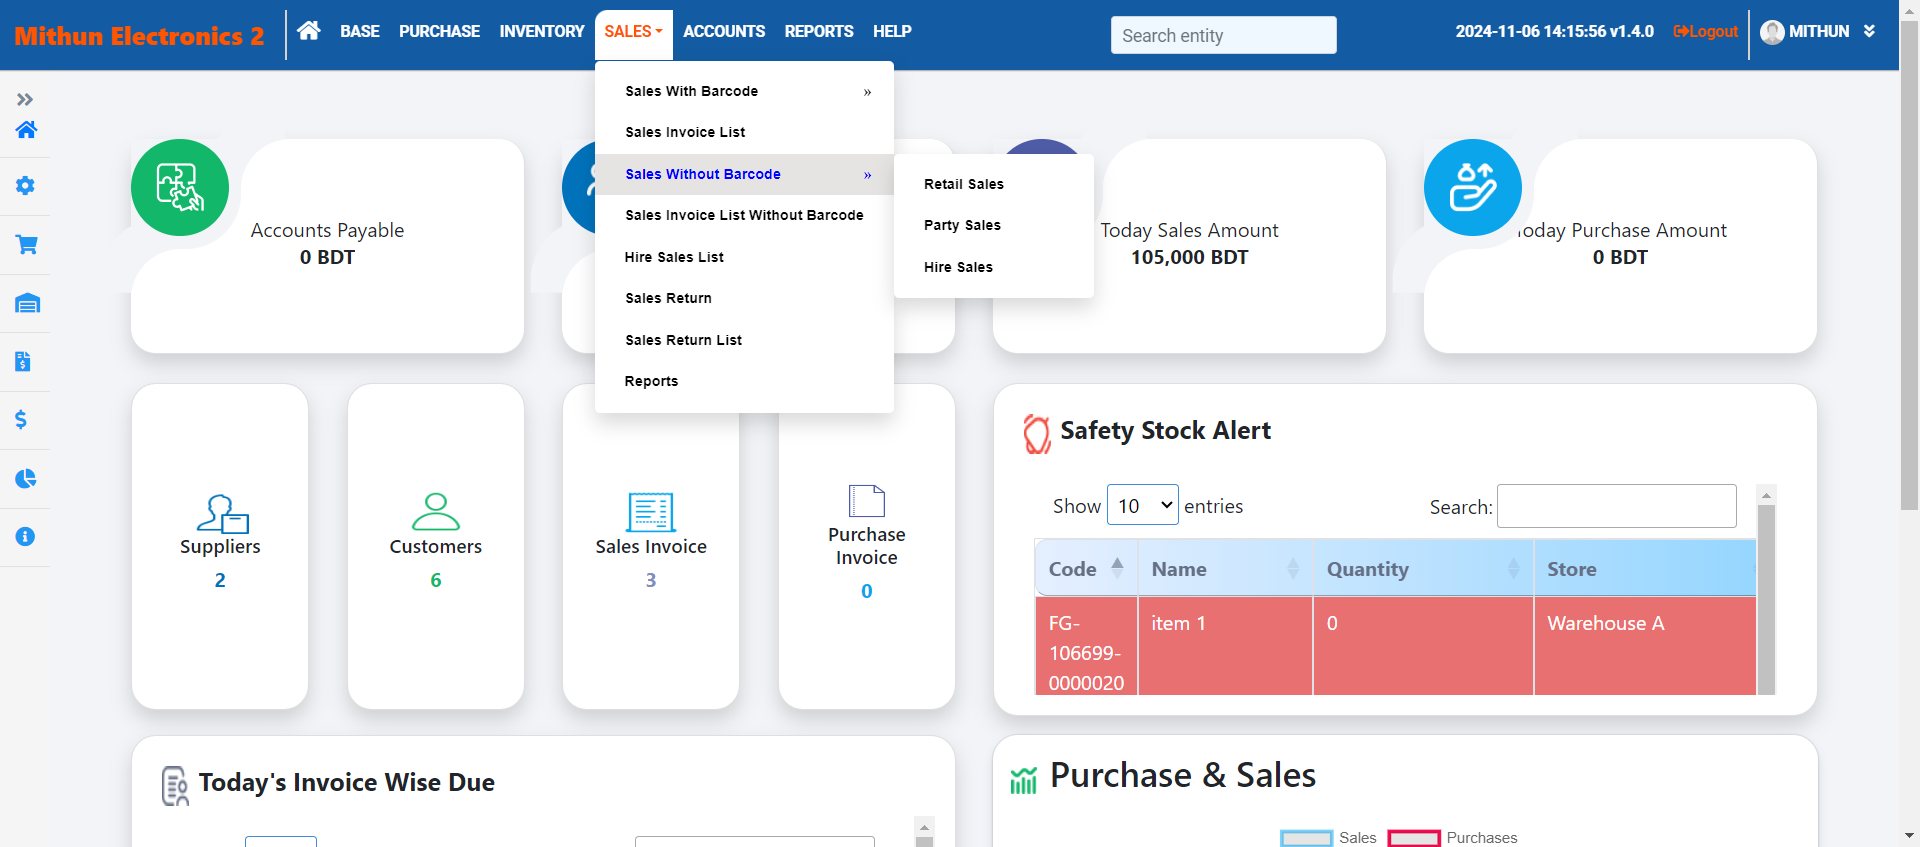 Mithun Electronics 2
BASE PURCHASE INVENTORY SALES ACCOUNTS REPORTS HELP
Search entity
2024-11-06 14:15:56 v1.4.0 Logout MITHUN
Sales With Barcode »
Sales Invoice List
Sales Without Barcode »
Sales Invoice List Without Barcode
Hire Sales List
Sales Return
Sales Return List
Reports
Retail Sales
Party Sales
Hire Sales
Accounts Payable
0 BDT
Today Sales Amount
105,000 BDT
Today Purchase Amount
0 BDT
Suppliers
2
Customers
6
Sales Invoice
3
Purchase
Invoice
0
Safety Stock Alert
Show 10 entries Search:
Code Name Quantity Store
FG-
106699-
0000020
item 1 0 Warehouse A
Today's Invoice Wise Due
Purchase & Sales
Sales Purchases